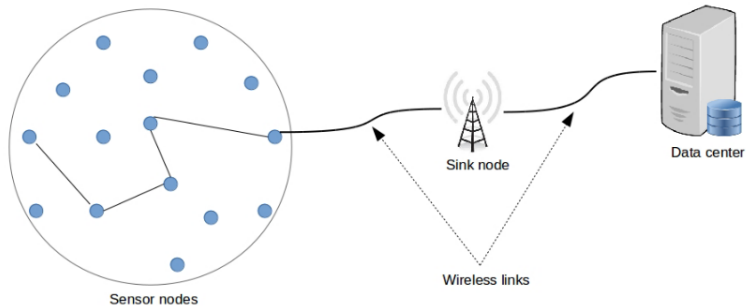 Sink node
Data center
Wireless links
Sensor nodes